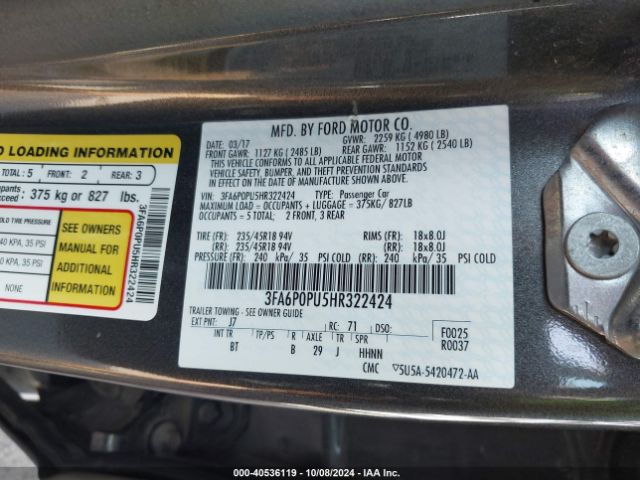 D LOADING INFORMATION
TOTAL: 5 FRONT: 2 REAR: 3
upants
exceed 375 kg or 827 lbs.
OLD TIRE PRESSURE
40 KPA, 35 PSI
40 KPA, 35 PSI
NONE
SEE OWNERS
MANUAL FOR
ADDITIONAL
INFORMATION
3FA6P0PU5HR322424
MFD. BY FORD MOTOR CO.
DATE: 03/17 GVWR: 2259 KG ( 4980 LB)
FRONT GAWR: 1127 KG ( 2485 LB) REAR GAWR: 1152 KG ( 2540 LB)
THIS VEHICLE CONFORMS TO ALL APPLICABLE FEDERAL MOTOR
VEHICLE SAFETY, BUMPER, AND THEFT PREVENTION STANDARDS
IN EFFECT ON THE DATE OF MANUFACTURE SHOWN ABOVE.
VIN: 3FA6P0PU5HR322424 TYPE: Passenger Car
MAXIMUM LOAD = OCCUPANTS + LUGGAGE = 375KG/ 827LB
OCCUPANTS: 5 TOTAL: 2 FRONT, 3 REAR
TIRE (FR): 235/45R18 94V RIMS (FR): 18x8.0J
(RR): 235/45R18 94V (RR): 18x8.0J
PRESSURE (FR): 240 kPa/ 35 PSI COLD (RR): 240 kPa/ 35 PSI COLD
3FA6P0PU5HR322424
TRAILER TOWING - SEE OWNER GUIDE
EXT PNT: J7 RC: 71 DSO: F0025
INT TR TP/PS R AXLE TR SPR R0037
BT B 29 J HHNN
CMC 5U5A-5420472-AA
000-40536119 - 10/08/2024 - IAAI.COM